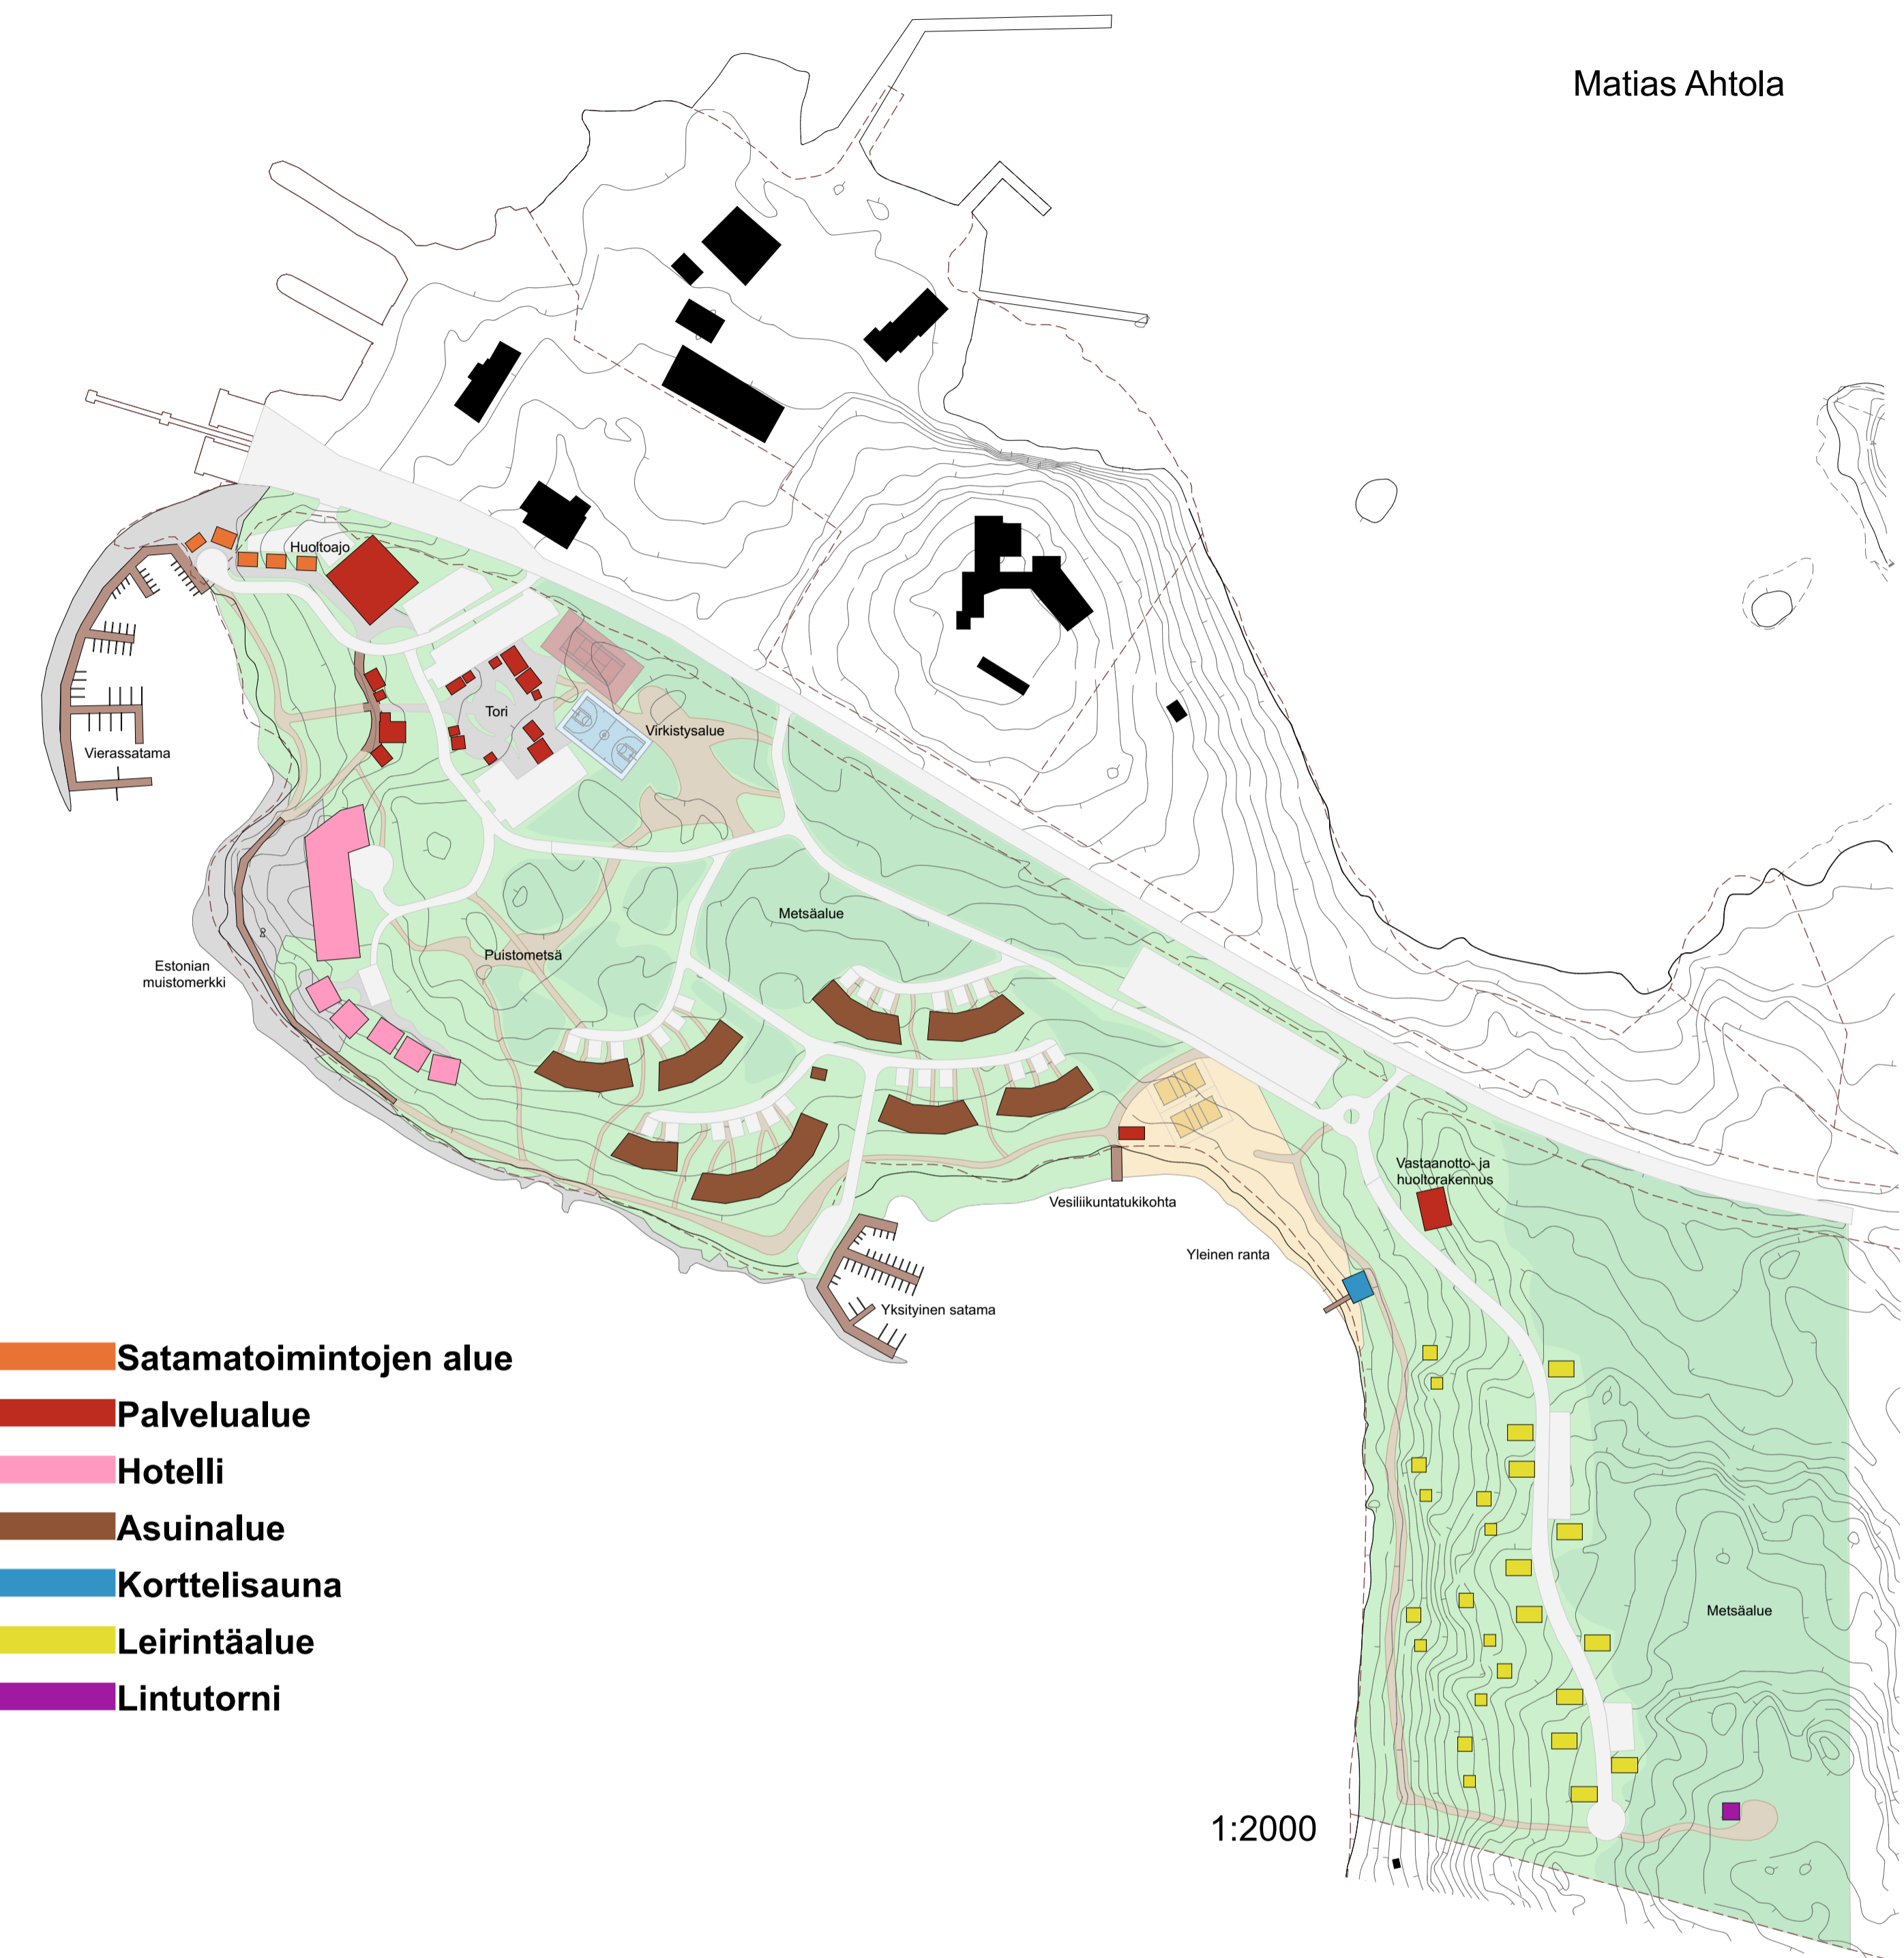 Matias Ahtola
Huoltoajo
Tori
Virkistysalue
Vierassatama
Metsäalue
Puistometsä
Estonian
muistomerkki
Vastaanotto- ja
huoltorakennus
Vesiliikuntatukikohta
Yleinen ranta
Yksityinen satama
Satamatoimintojen alue
Palvelualue
Hotelli
Asuinalue
Korttelisauna
Leirintäalue
Lintutorni
Metsäalue
1:2000